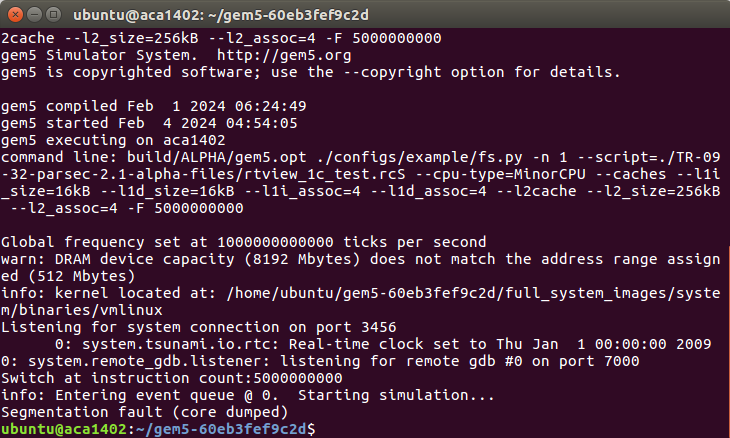 ubuntu@aca1402: ~/gem5-60eb3fef9c2d
2cache --l2_size=256kB --l2_assoc=4 -F 5000000000
gem5 Simulator System.  http://gem5.org
gem5 is copyrighted software; use the --copyright option for details.

gem5 compiled Feb  1 2024 06:24:49
gem5 started Feb  4 2024 04:54:05
gem5 executing on aca1402
command line: build/ALPHA/gem5.opt ./configs/example/fs.py -n 1 --script=./TR-09
-32-parsec-2.1-alpha-files/rtview_1c_test.rcS --cpu-type=MinorCPU --caches --l1i
_size=16kB --l1d_size=16kB --l1i_assoc=4 --l1d_assoc=4 --l2cache --l2_size=256kB
 --l2_assoc=4 -F 5000000000

Global frequency set at 1000000000000 ticks per second
warn: DRAM device capacity (8192 Mbytes) does not match the address range assign
ed (512 Mbytes)
info: kernel located at: /home/ubuntu/gem5-60eb3fef9c2d/full_system_images/syste
m/binaries/vmlinux
Listening for system connection on port 3456
      0: system.tsunami.io.rtc: Real-time clock set to Thu Jan  1 00:00:00 2009
0: system.remote_gdb.listener: listening for remote gdb #0 on port 7000
Switch at instruction count:5000000000
info: Entering event queue @ 0.  Starting simulation...
Segmentation fault (core dumped)
ubuntu@aca1402:~/gem5-60eb3fef9c2d$